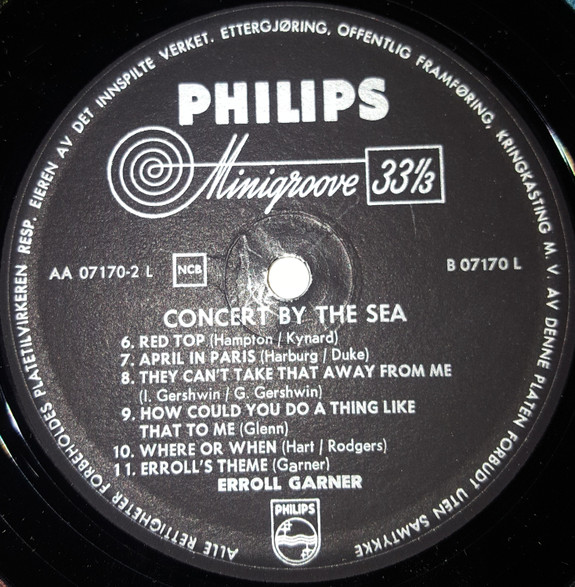 ALLE RETTIGHETER FORBEHOLDES PLATETILVIRKEREN RESP. EIEREN AV DET INNSPILTE VERKET. ETTERGJØRING, OFFENTLIG FRAMFØRING, KRINGKASTING M. V. AV DENNE PLATEN FORBUDT UTEN SAMTYKKE
PHILIPS
Minigroove 33⅓
AA 07170-2 L NCB B 07170 L
CONCERT BY THE SEA
6. RED TOP (Hampton / Kynard)
7. APRIL IN PARIS (Harburg / Duke)
8. THEY CAN'T TAKE THAT AWAY FROM ME
(I. Gershwin / G. Gershwin)
9. HOW COULD YOU DO A THING LIKE
THAT TO ME (Glenn)
10. WHERE OR WHEN (Hart / Rodgers)
11. ERROLL'S THEME (Garner)
ERROLL GARNER
PHILIPS